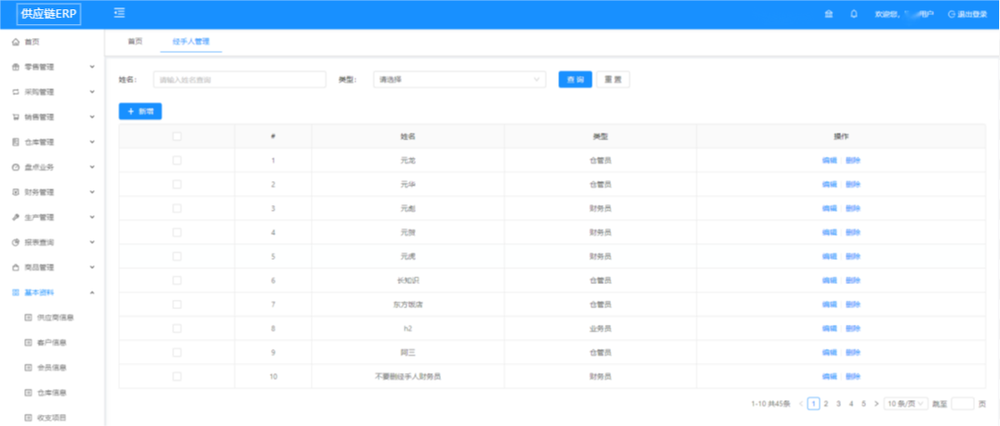 供应链ERP
欢迎您, 用户 退出登录
首页
零售管理
采购管理
销售管理
仓库管理
盘点业务
财务管理
生产管理
报表查询
商品管理
基本资料
供应商信息
客户信息
会员信息
仓库信息
收支项目
首页 经手人管理
姓名: 请输入姓名查询 类型: 请选择 查询 重置
+ 新增
# 姓名 类型 操作
1 元龙 仓管员 编辑 删除
2 元华 仓管员 编辑 删除
3 元彪 财务员 编辑 删除
4 元贺 财务员 编辑 删除
5 元虎 财务员 编辑 删除
6 长知识 仓管员 编辑 删除
7 东方饭店 仓管员 编辑 删除
8 h2 业务员 编辑 删除
9 阿三 仓管员 编辑 删除
10 不要删经手人财务员 财务员 编辑 删除
1-10 共45条 < 1 2 3 4 5 > 10 条/页 跳至 页